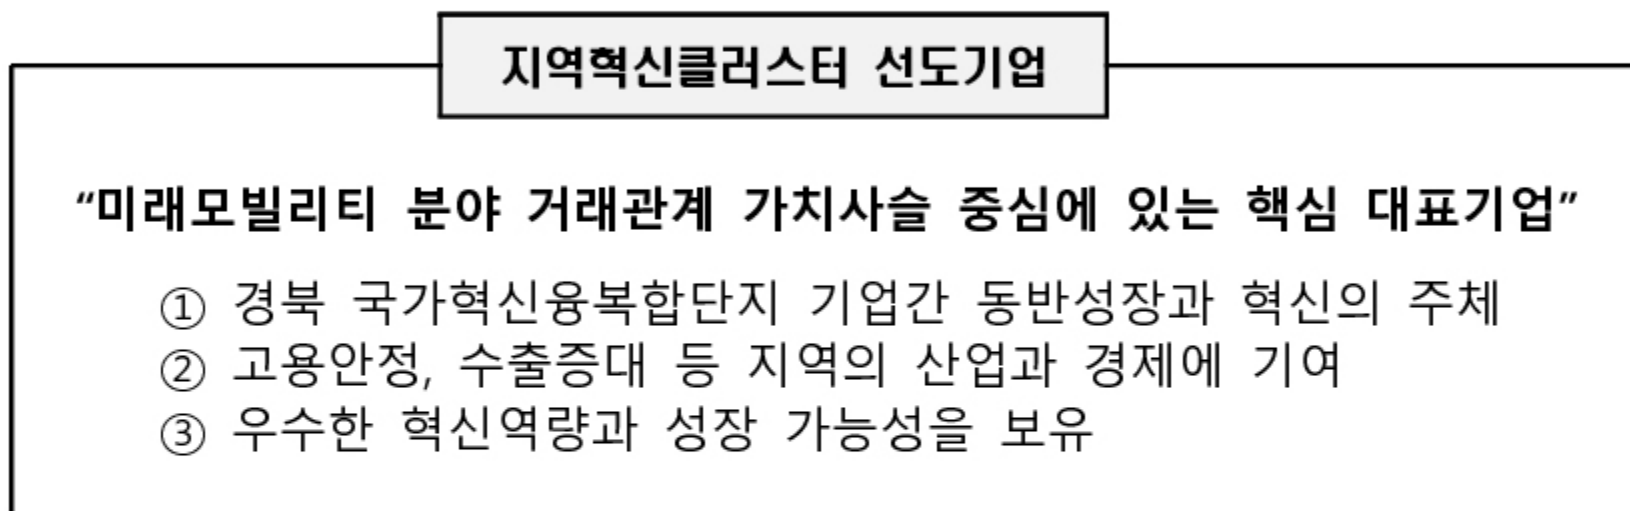 지역혁신클러스터 선도기업
“미래모빌리티 분야 거래관계 가치사슬 중심에 있는 핵심 대표기업”
① 경북 국가혁신융복합단지 기업간 동반성장과 혁신의 주체
② 고용안정, 수출증대 등 지역의 산업과 경제에 기여
③ 우수한 혁신역량과 성장 가능성을 보유